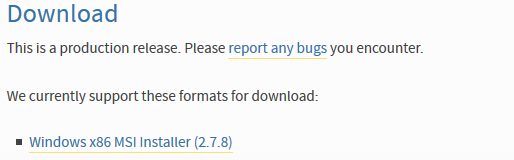 Download
This is a production release. Please report any bugs you encounter.
We currently support these formats for download:
Windows x86 MSI Installer (2.7.8)